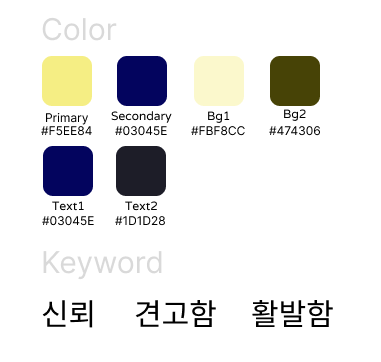 Color
Primary Secondary Bg1 Bg2
#F5EE84 #03045E #FBF8CC #474306
Text1 Text2
#03045E #1D1D28
Keyword
신뢰 견고함 활발함